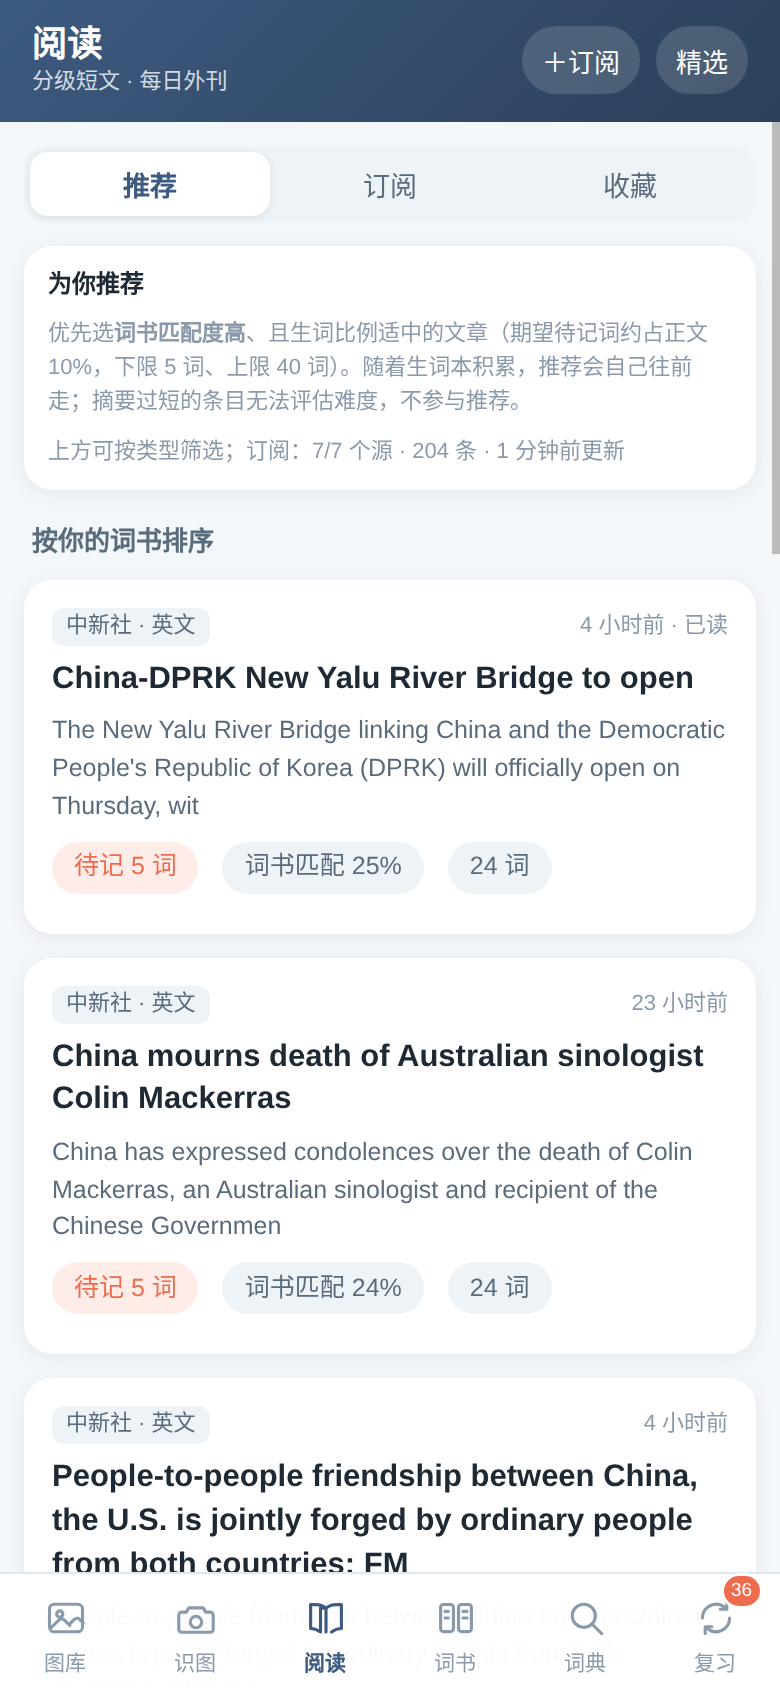 阅读
分级短文 · 每日外刊
＋订阅
精选
推荐
订阅
收藏
为你推荐
优先选词书匹配度高、且生词比例适中的文章（期望待记词约占正文
10%，下限 5 词、上限 40 词）。随着生词本积累，推荐会自己往前
走；摘要过短的条目无法评估难度，不参与推荐。
上方可按类型筛选；订阅：7/7 个源 · 204 条 · 1 分钟前更新
按你的词书排序
中新社 · 英文
4 小时前 · 已读
China-DPRK New Yalu River Bridge to open
The New Yalu River Bridge linking China and the Democratic
People's Republic of Korea (DPRK) will officially open on
Thursday, wit
待记 5 词
词书匹配 25%
24 词
中新社 · 英文
23 小时前
China mourns death of Australian sinologist
Colin Mackerras
China has expressed condolences over the death of Colin
Mackerras, an Australian sinologist and recipient of the
Chinese Governmen
待记 5 词
词书匹配 24%
24 词
中新社 · 英文
4 小时前
People-to-people friendship between China,
the U.S. is jointly forged by ordinary people
from both countries: FM
36
图库
识图
阅读
词书
词典
复习